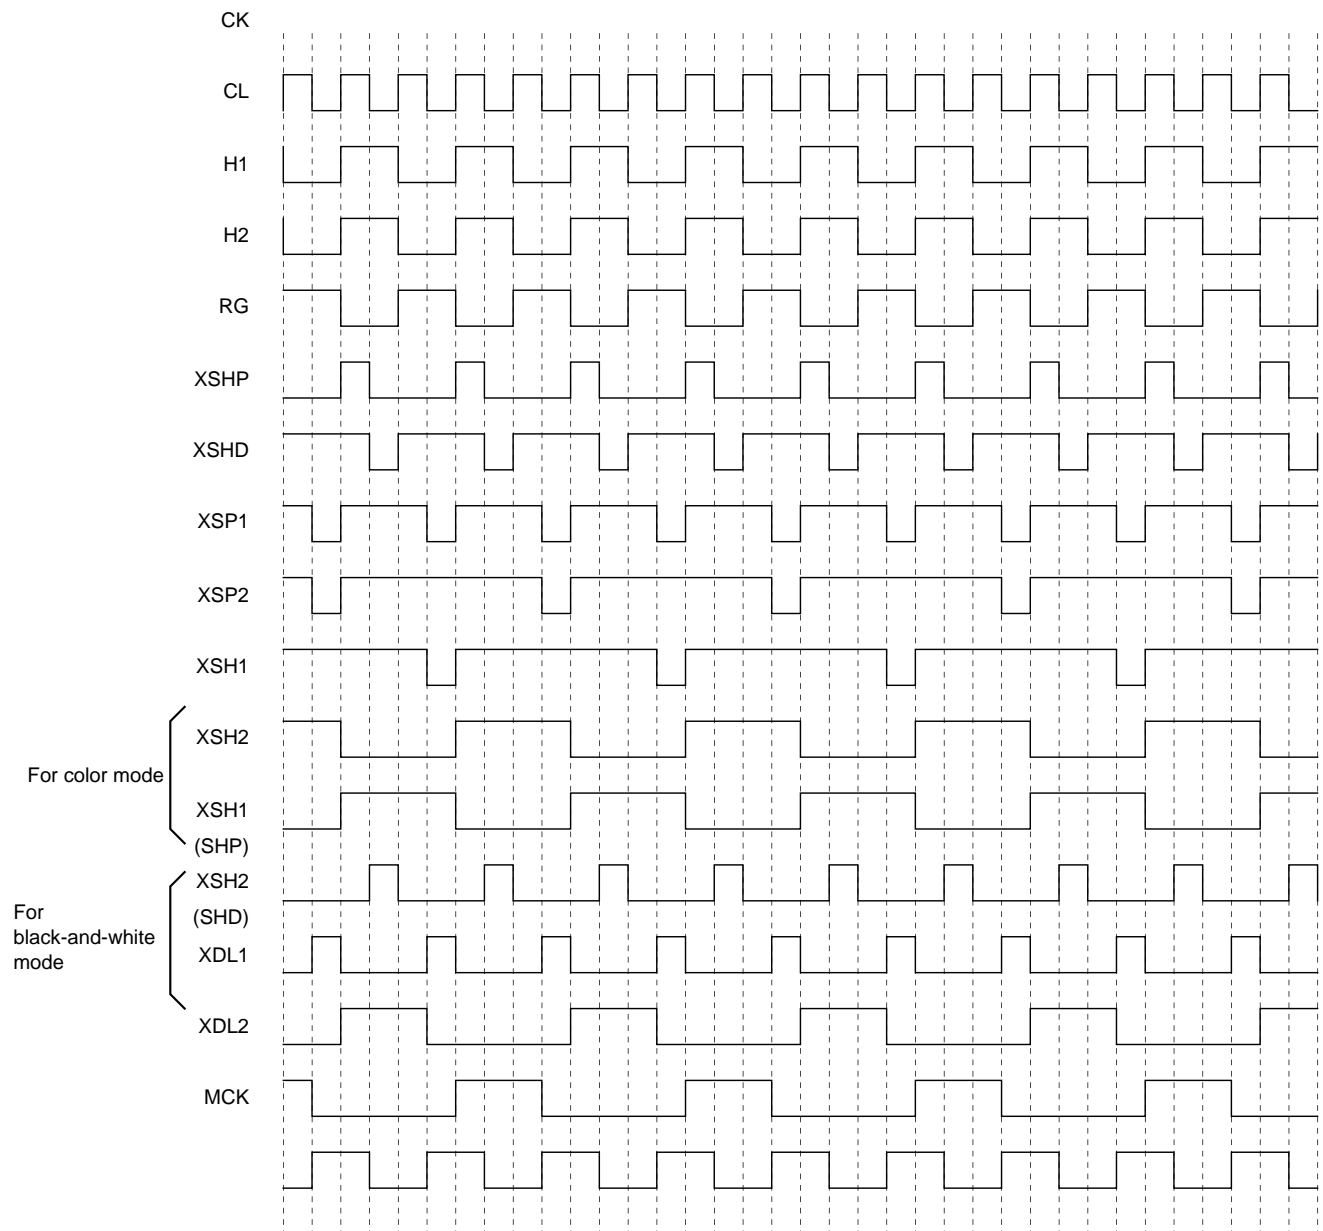 CK
CL
H1
H2
RG
XSHP
XSHD
XSP1
XSP2
XSH1
For color mode
XSH2
XSH1
(SHP)
For
black-and-white
mode
XSH2
(SHD)
XDL1
XDL2
MCK